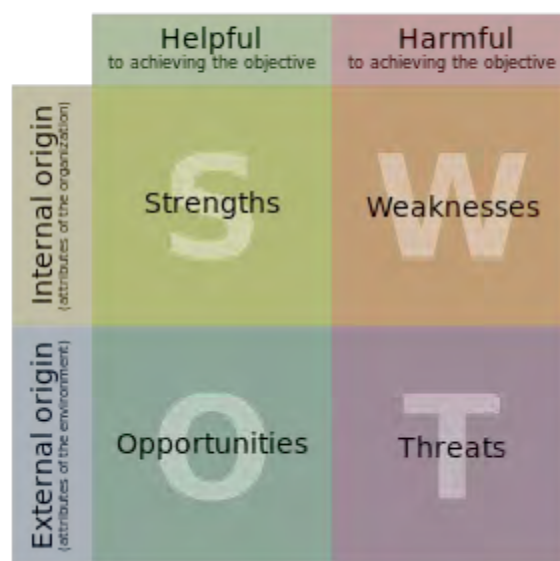 Helpful
to achieving the objective
Harmful
to achieving the objective
Internal origin
(attributes of the organization)
S
Strengths
W
Weaknesses
External origin
(attributes of the environment)
O
Opportunities
T
Threats